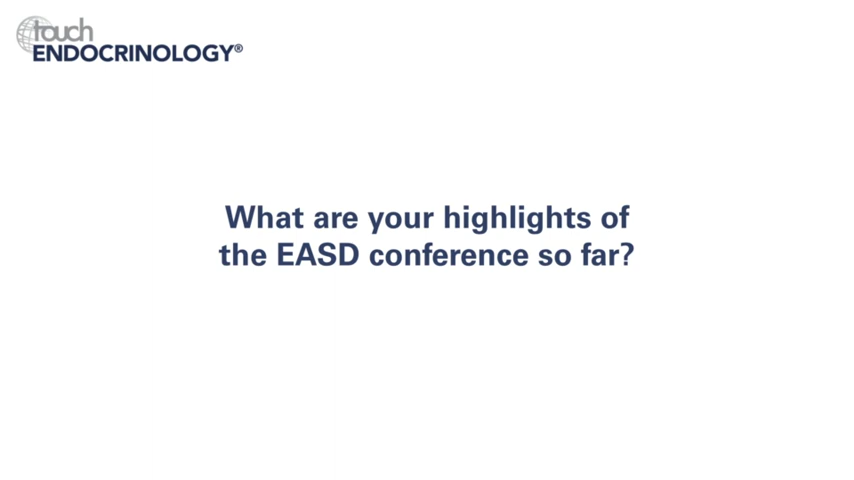 touch
ENDOCRINOLOGY®
What are your highlights of
the EASD conference so far?